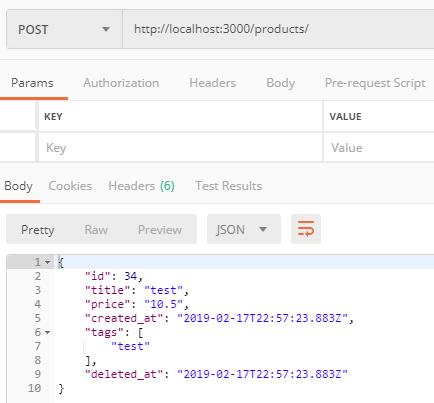 POST http://localhost:3000/products/
Params Authorization Headers Body Pre-request Script
KEY VALUE
Key Value
Body Cookies Headers (6) Test Results
Pretty Raw Preview JSON
1 {
2 "id": 34,
3 "title": "test",
4 "price": "10.5",
5 "created_at": "2019-02-17T22:57:23.883Z",
6 "tags": [
7 "test"
8 ],
9 "deleted_at": "2019-02-17T22:57:23.883Z"
10 }